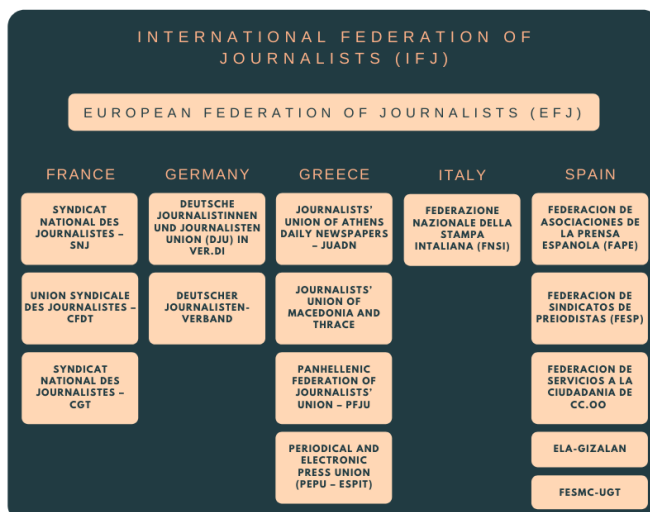 INTERNATIONAL FEDERATION OF
JOURNALISTS (IFJ)
EUROPEAN FEDERATION OF JOURNALISTS (EFJ)
FRANCE
SYNDICAT
NATIONAL DES
JOURNALISTES –
SNJ
UNION SYNDICALE
DES JOURNALISTES –
CFDT
SYNDICAT
NATIONAL DES
JOURNALISTES –
CGT
GERMANY
DEUTSCHE
JOURNALISTINNEN
UND JOURNALISTEN
UNION (DJU) IN
VER.DI
DEUTSCHER
JOURNALISTEN-
VERBAND
GREECE
JOURNALISTS'
UNION OF ATHENS
DAILY NEWSPAPERS
– JUADN
JOURNALISTS'
UNION OF
MACEDONIA AND
THRACE
PANHELLENIC
FEDERATION OF
JOURNALISTS'
UNION – PFJU
PERIODICAL AND
ELECTRONIC
PRESS UNION
(PEPU – ESPIT)
ITALY
FEDERAZIONE
NAZIONALE DELLA
STAMPA
INTALIANA (FNSI)
SPAIN
FEDERACION DE
ASOCIACIONES DE
LA PRENSA
ESPANOLA (FAPE)
FEDERACION DE
SINDICATOS DE
PREIODISTAS (FESP)
FEDERACION DE
SERVICIOS A LA
CIUDADANIA DE
CC.OO
ELA-GIZALAN
FESMC-UGT